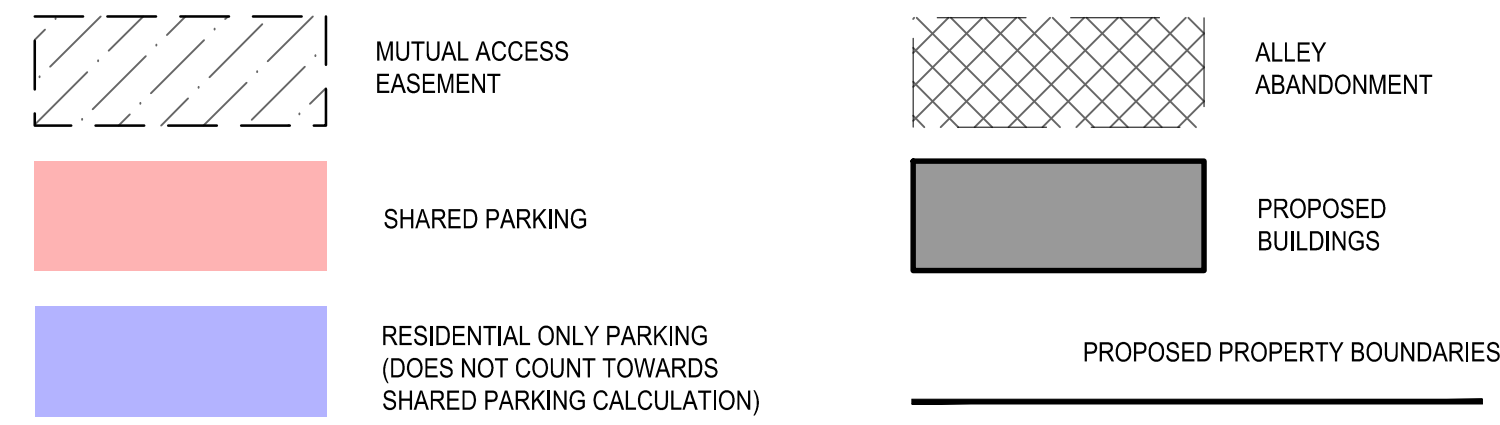 MUTUAL ACCESS
EASEMENT
SHARED PARKING
RESIDENTIAL ONLY PARKING
(DOES NOT COUNT TOWARDS
SHARED PARKING CALCULATION)
ALLEY
ABANDONMENT
PROPOSED
BUILDINGS
PROPOSED PROPERTY BOUNDARIES